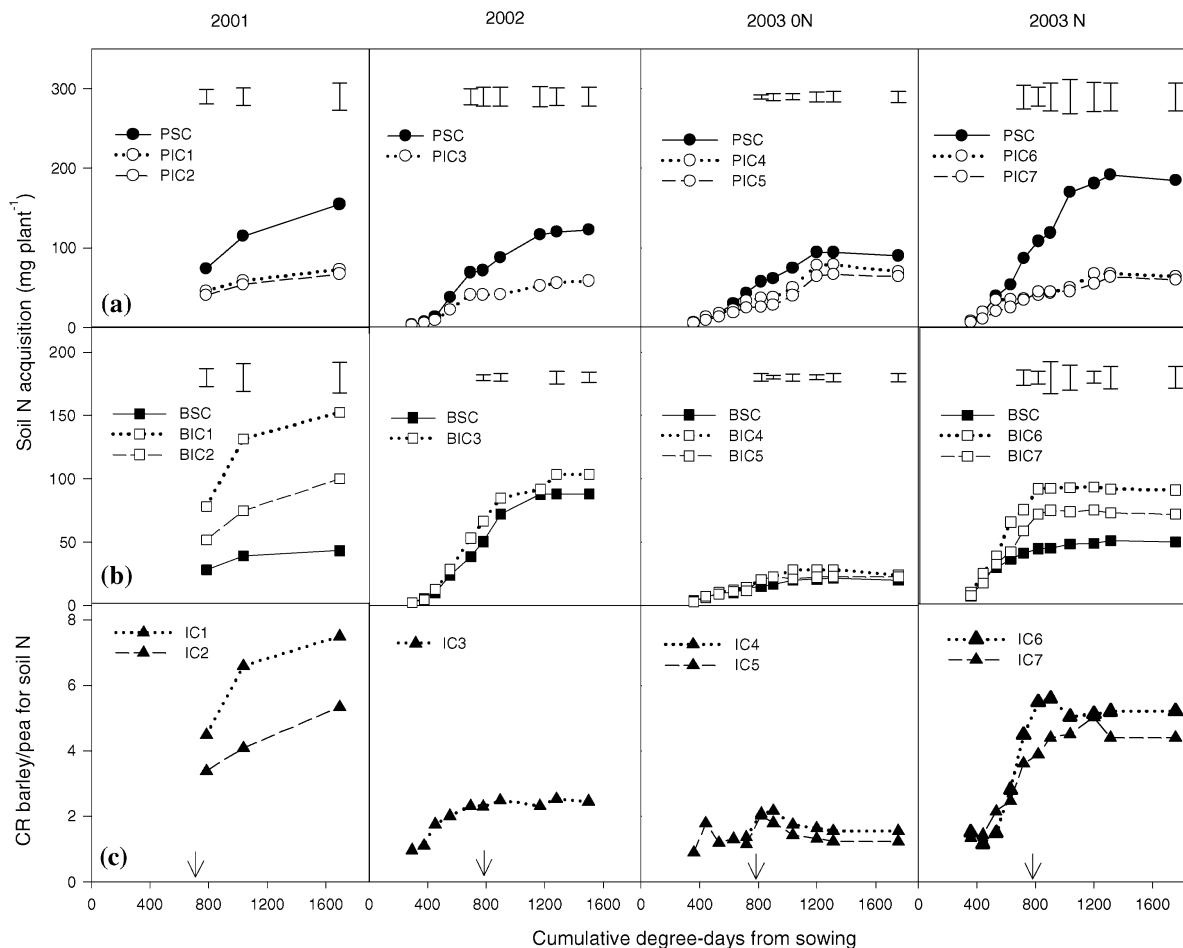 2001 2002 2003 0N 2003 N
Soil N acquisition (mg plant-1)
300
200
100
0
PSC
PIC1
PIC2
PSC
PIC3
PSC
PIC4
PIC5
PSC
PIC6
PIC7
(a)
200
150
100
50
0
BSC
BIC1
BIC2
BSC
BIC3
BSC
BIC4
BIC5
BSC
BIC6
BIC7
(b)
CR barley/pea for soil N
8
6
4
2
0
IC1
IC2
IC3
IC4
IC5
IC6
IC7
(c)
0 400 800 1200 1600 0 400 800 1200 1600 0 400 800 1200 1600 0 400 800 1200 1600
Cumulative degree-days from sowing